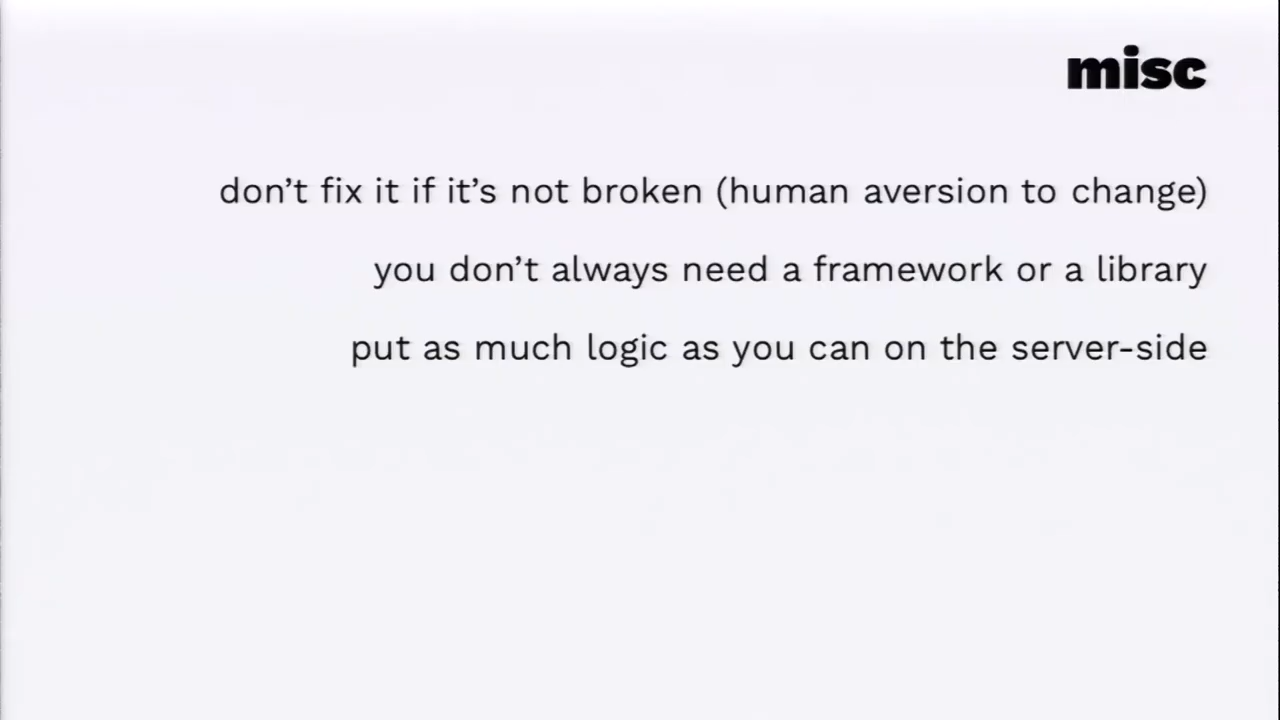 misc
don’t fix it if it’s not broken (human aversion to change)
you don’t always need a framework or a library
put as much logic as you can on the server-side